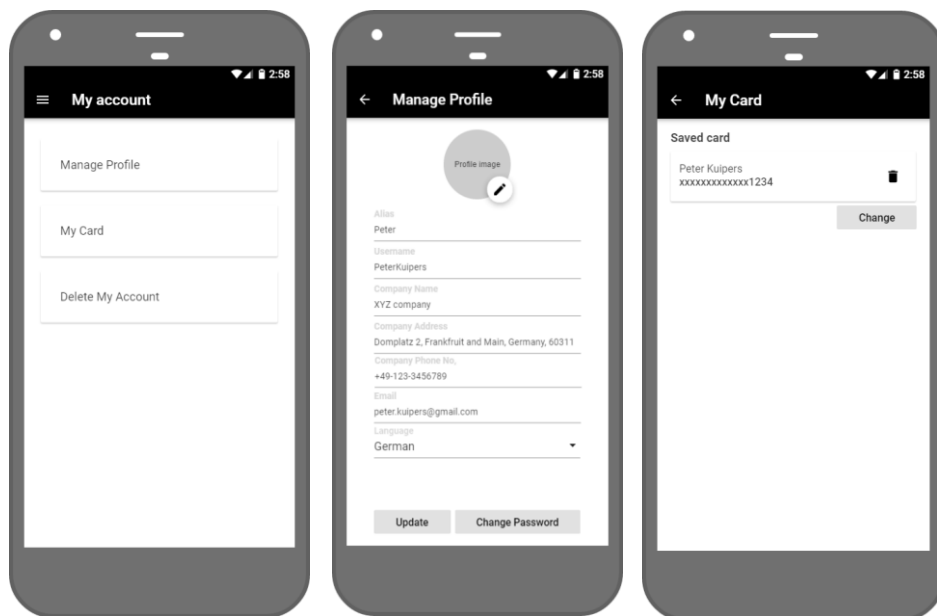 2:58
My account
Manage Profile
My Card
Delete My Account
2:58
Manage Profile
Profile image
Alias
Peter
Username
PeterKuipers
Company Name
XYZ company
Company Address
Domplatz 2, Frankfruit and Main, Germany, 60311
Company Phone No,
+49-123-3456789
Email
peter.kuipers@gmail.com
Language
German
Update
Change Password
2:58
My Card
Saved card
Peter Kuipers
xxxxxxxxxxxxx1234
Change